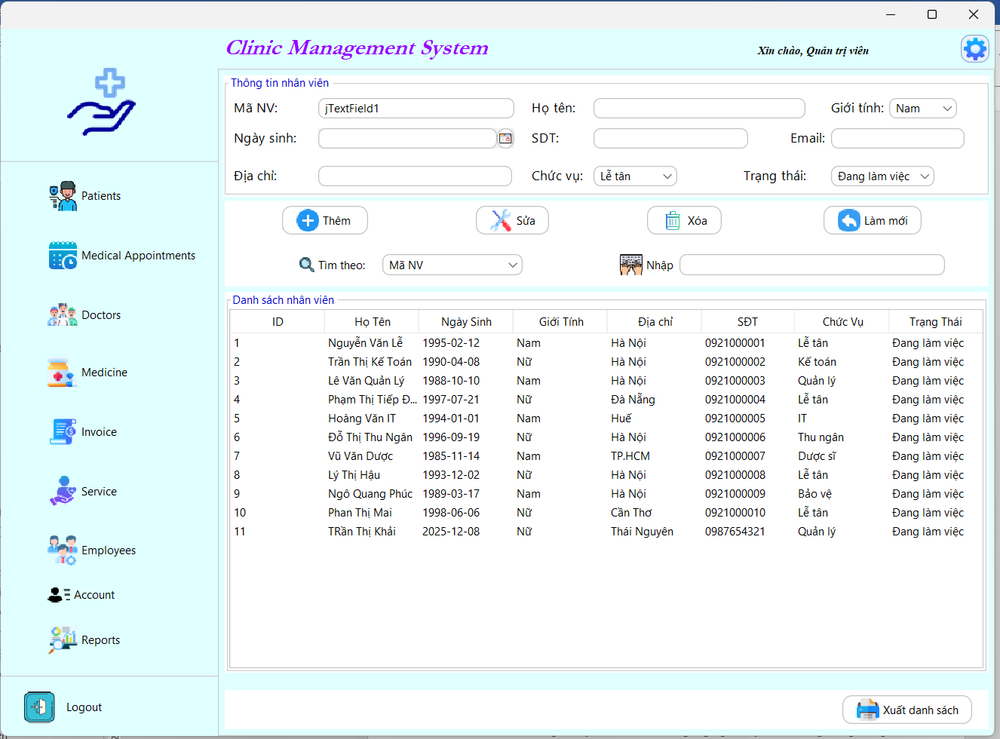 Clinic Management System
Xin chào, Quản trị viên
Thông tin nhân viên
Mã NV: jTextField1 Họ tên: Giới tính: Nam
Ngày sinh: SDT: Email:
Địa chỉ: Chức vụ: Lễ tân Trạng thái: Đang làm việc
Thêm Sửa Xóa Làm mới
Tìm theo: Mã NV Nhập
Patients
Medical Appointments
Doctors
Medicine
Invoice
Service
Employees
Account
Reports
Logout
Danh sách nhân viên
ID Họ Tên Ngày Sinh Giới Tính Địa chỉ SĐT Chức Vụ Trạng Thái
1 Nguyễn Văn Lễ 1995-02-12 Nam Hà Nội 0921000001 Lễ tân Đang làm việc
2 Trần Thị Kế Toán 1990-04-08 Nữ Hà Nội 0921000002 Kế toán Đang làm việc
3 Lê Văn Quản Lý 1988-10-10 Nam Hà Nội 0921000003 Quản lý Đang làm việc
4 Phạm Thị Tiếp Đ... 1997-07-21 Nữ Đà Nẵng 0921000004 Lễ tân Đang làm việc
5 Hoàng Văn IT 1994-01-01 Nam Huế 0921000005 IT Đang làm việc
6 Đỗ Thị Thu Ngân 1996-09-19 Nữ Hà Nội 0921000006 Thu ngân Đang làm việc
7 Vũ Văn Dược 1985-11-14 Nam TP.HCM 0921000007 Dược sĩ Đang làm việc
8 Lý Thị Hậu 1993-12-02 Nữ Hà Nội 0921000008 Lễ tân Đang làm việc
9 Ngô Quang Phúc 1989-03-17 Nam Hà Nội 0921000009 Bảo vệ Đang làm việc
10 Phan Thị Mai 1998-06-06 Nữ Cần Thơ 0921000010 Lễ tân Đang làm việc
11 TRần Thị Khải 2025-12-08 Nữ Thái Nguyên 0987654321 Quản lý Đang làm việc
Xuất danh sách